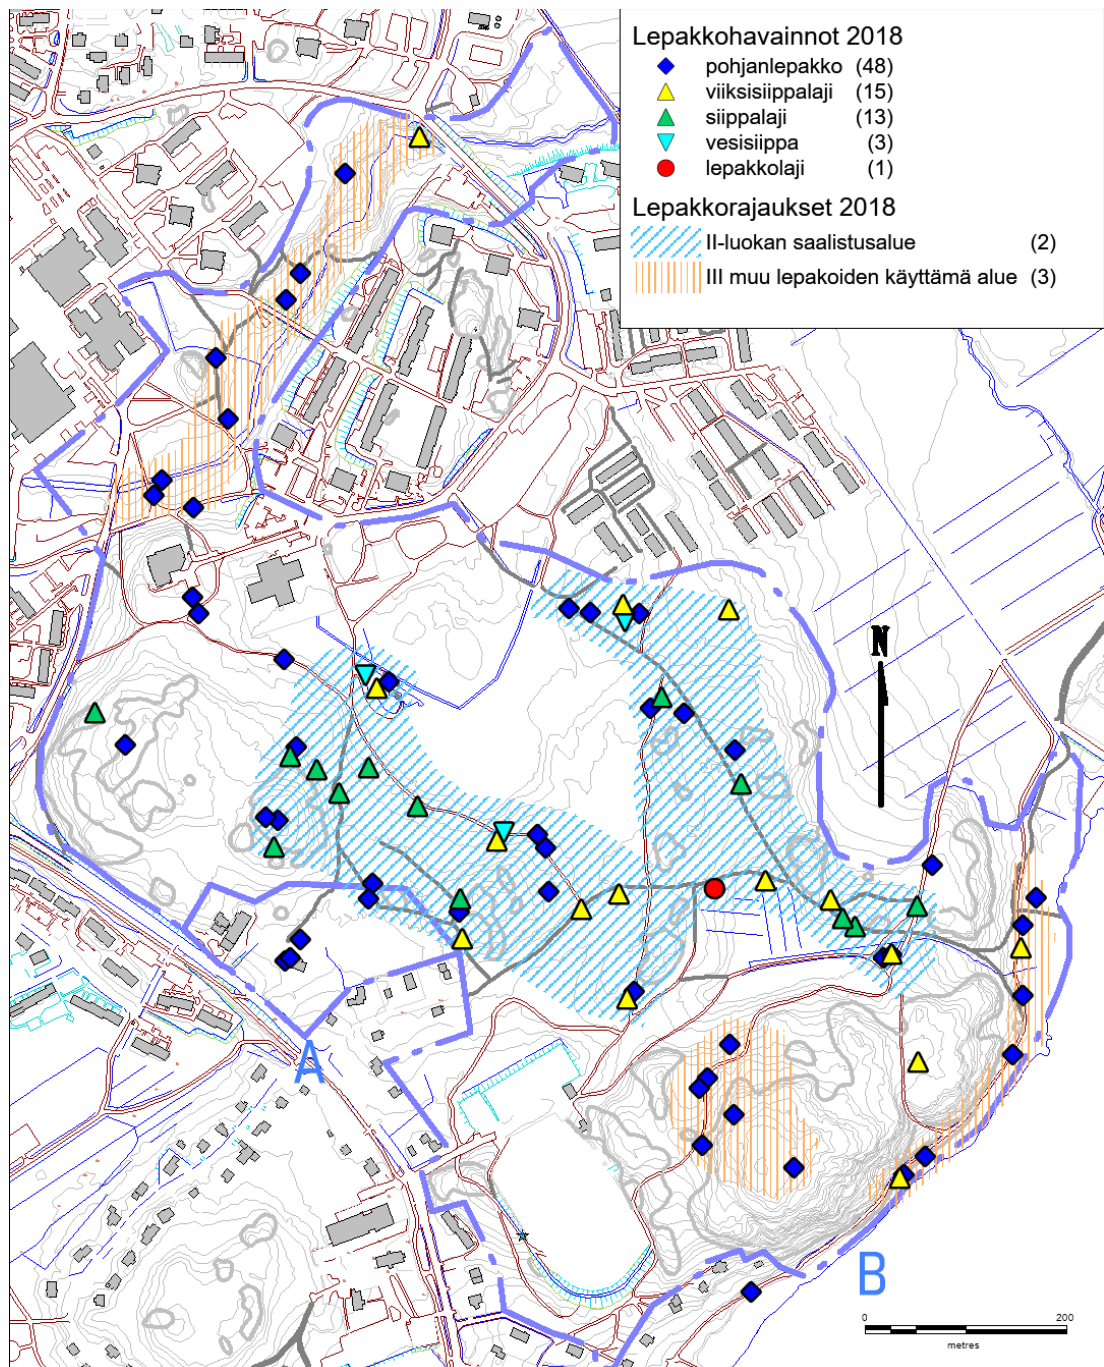 Lepakkohavainnot 2018
pohjanlepakko (48)
viiksisiippalaji (15)
siippalaji (13)
vesisiippa (3)
lepakkolaji (1)
Lepakkorajaukset 2018
II-luokan saalistusalue (2)
III muu lepakoiden käyttämä alue (3)
N
A
B
0 200
metres